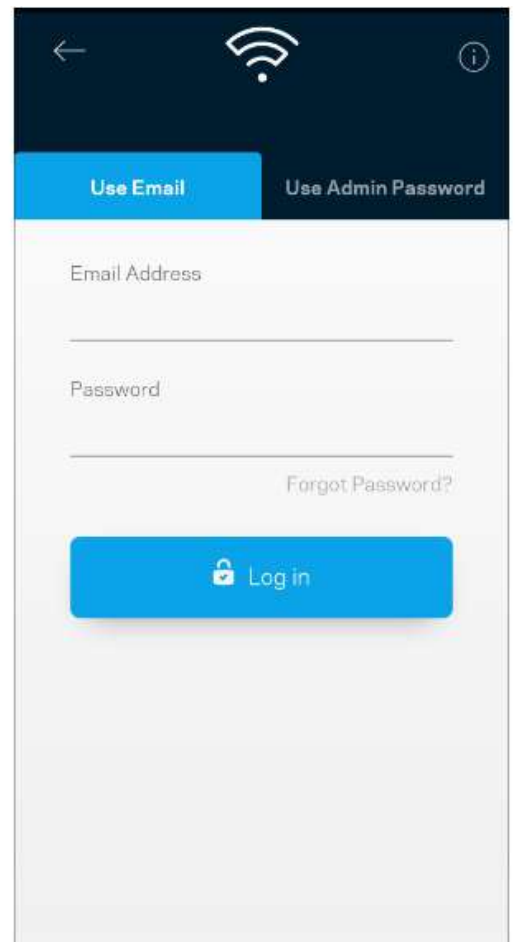 Use Email
Use Admin Password
Email Address
Password
Forgot Password?
Log in